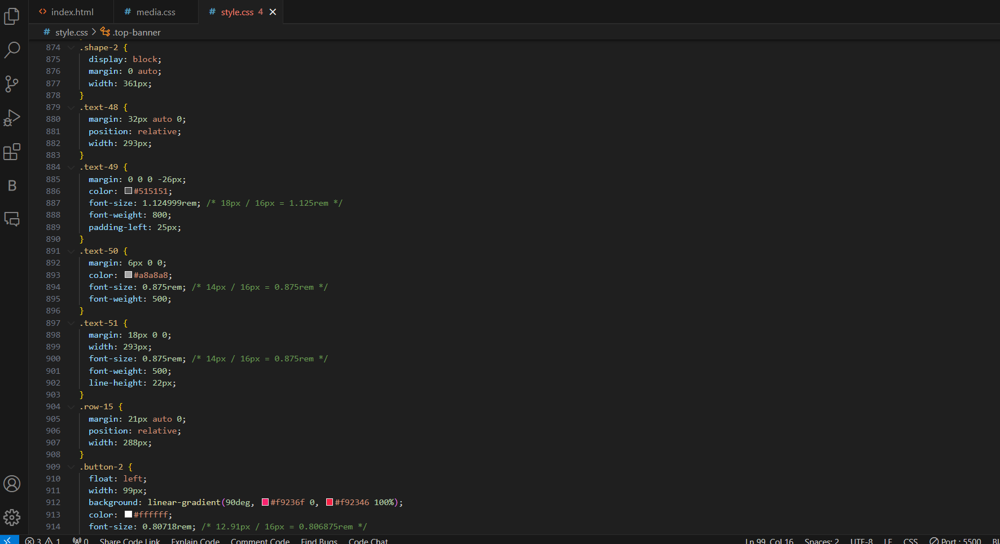 index.html
media.css
style.css 4
style.css .top-banner
874 .shape-2 {
875 display: block;
876 margin: 0 auto;
877 width: 361px;
878 }
879 .text-48 {
880 margin: 32px auto 0;
881 position: relative;
882 width: 293px;
883 }
884 .text-49 {
885 margin: 0 0 0 -26px;
886 color: #515151;
887 font-size: 1.124999rem; /* 18px / 16px = 1.125rem */
888 font-weight: 800;
889 padding-left: 25px;
890 }
891 .text-50 {
892 margin: 6px 0 0;
893 color: #a8a8a8;
894 font-size: 0.875rem; /* 14px / 16px = 0.875rem */
895 font-weight: 500;
896 }
897 .text-51 {
898 margin: 18px 0 0;
899 width: 293px;
900 font-size: 0.875rem; /* 14px / 16px = 0.875rem */
901 font-weight: 500;
902 line-height: 22px;
903 }
904 .row-15 {
905 margin: 21px auto 0;
906 position: relative;
907 width: 288px;
908 }
909 .button-2 {
910 float: left;
911 width: 99px;
912 background: linear-gradient(90deg, #f9236f 0, #f92346 100%);
913 color: #ffffff;
914 font-size: 0.80718rem; /* 12.91px / 16px = 0.806875rem */
3 1 0 Share Code Link Explain Code Comment Code Find Bugs Code Chat Ln 99, Col 16 Spaces: 2 UTF-8 LF CSS Port : 5500